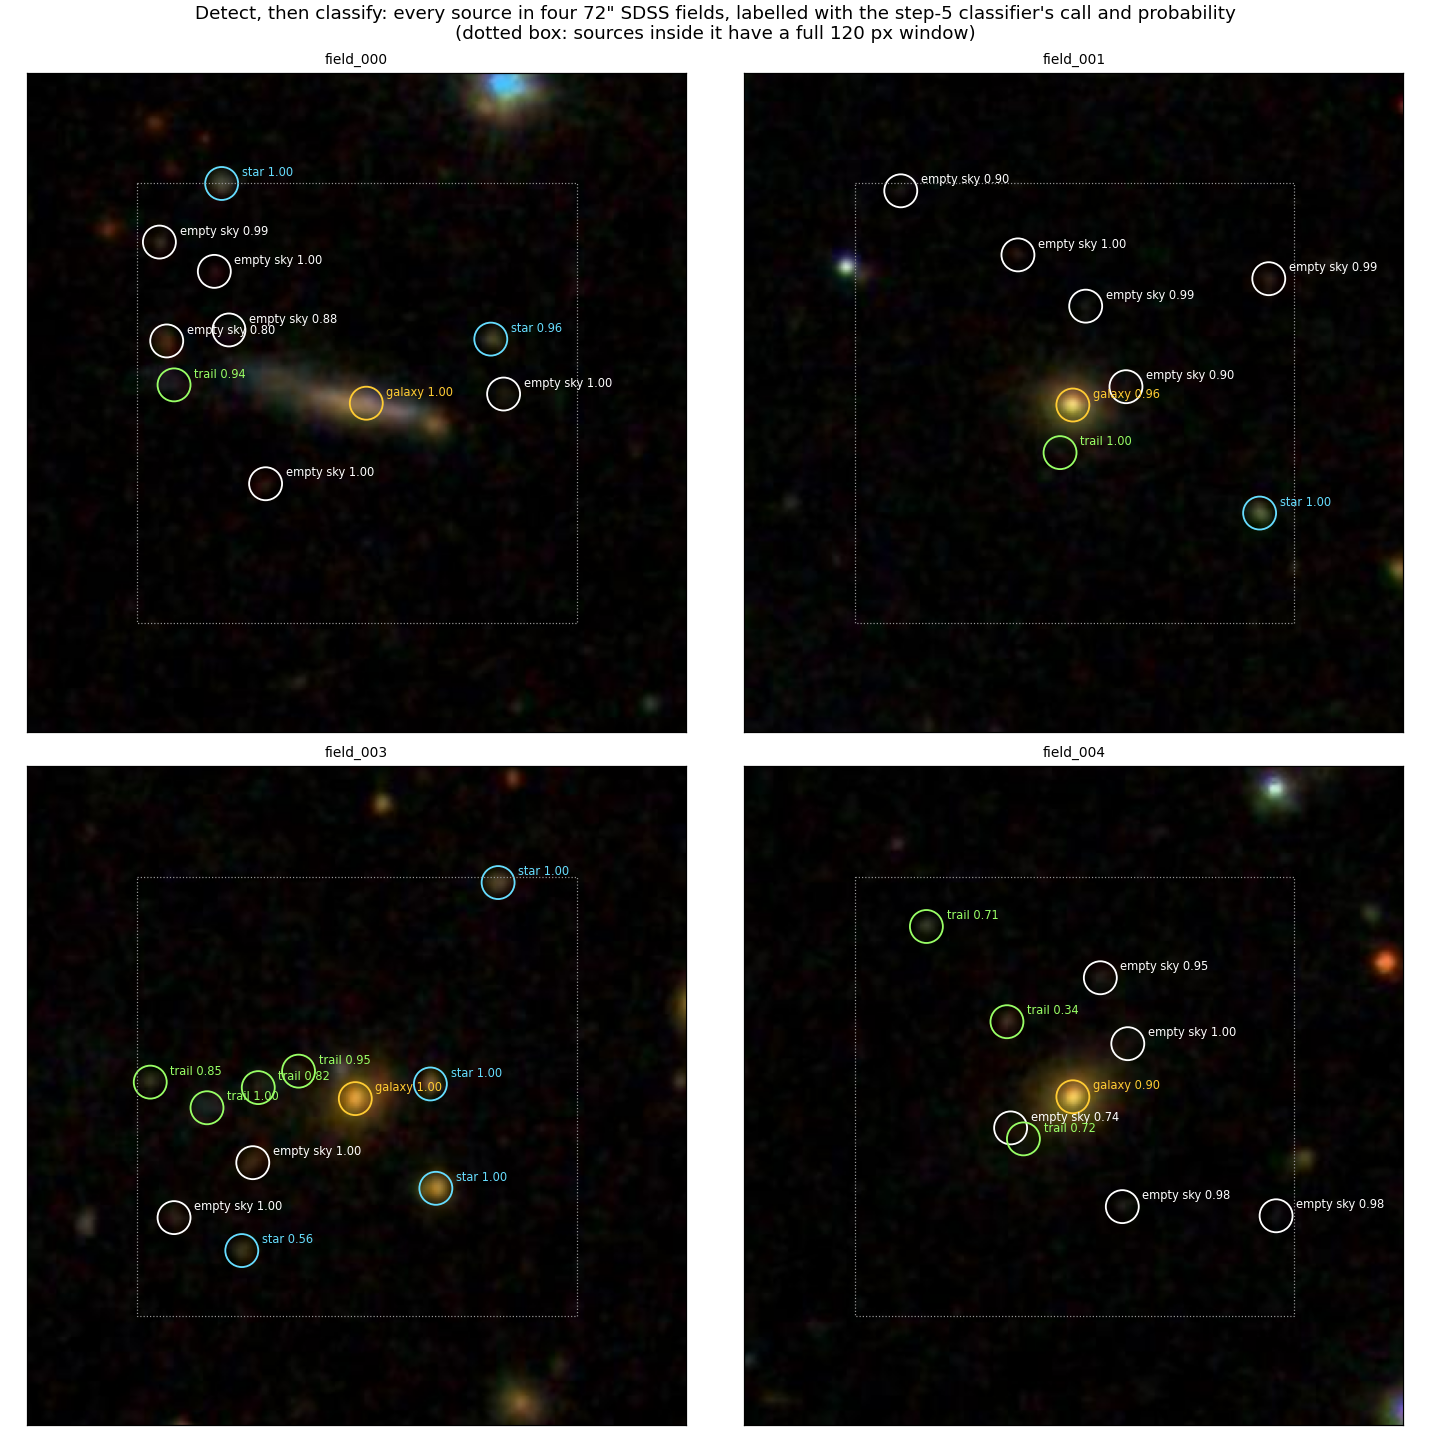 Detect, then classify: every source in four 72" SDSS fields, labelled with the step-5 classifier's call and probability
(dotted box: sources inside it have a full 120 px window)
field_000
star 1.00
empty sky 0.99
empty sky 1.00
empty sky 0.88
empty sky 0.80
star 0.96
trail 0.94
empty sky 1.00
galaxy 1.00
empty sky 1.00
field_001
empty sky 0.90
empty sky 1.00
empty sky 0.99
empty sky 0.99
empty sky 0.90
galaxy 0.96
trail 1.00
star 1.00
field_003
star 1.00
trail 0.95
trail 0.85
trail 0.82
star 1.00
galaxy 1.00
trail 1.00
empty sky 1.00
star 1.00
empty sky 1.00
star 0.56
field_004
trail 0.71
empty sky 0.95
trail 0.34
empty sky 1.00
galaxy 0.90
empty sky 0.74
trail 0.72
empty sky 0.98
empty sky 0.98